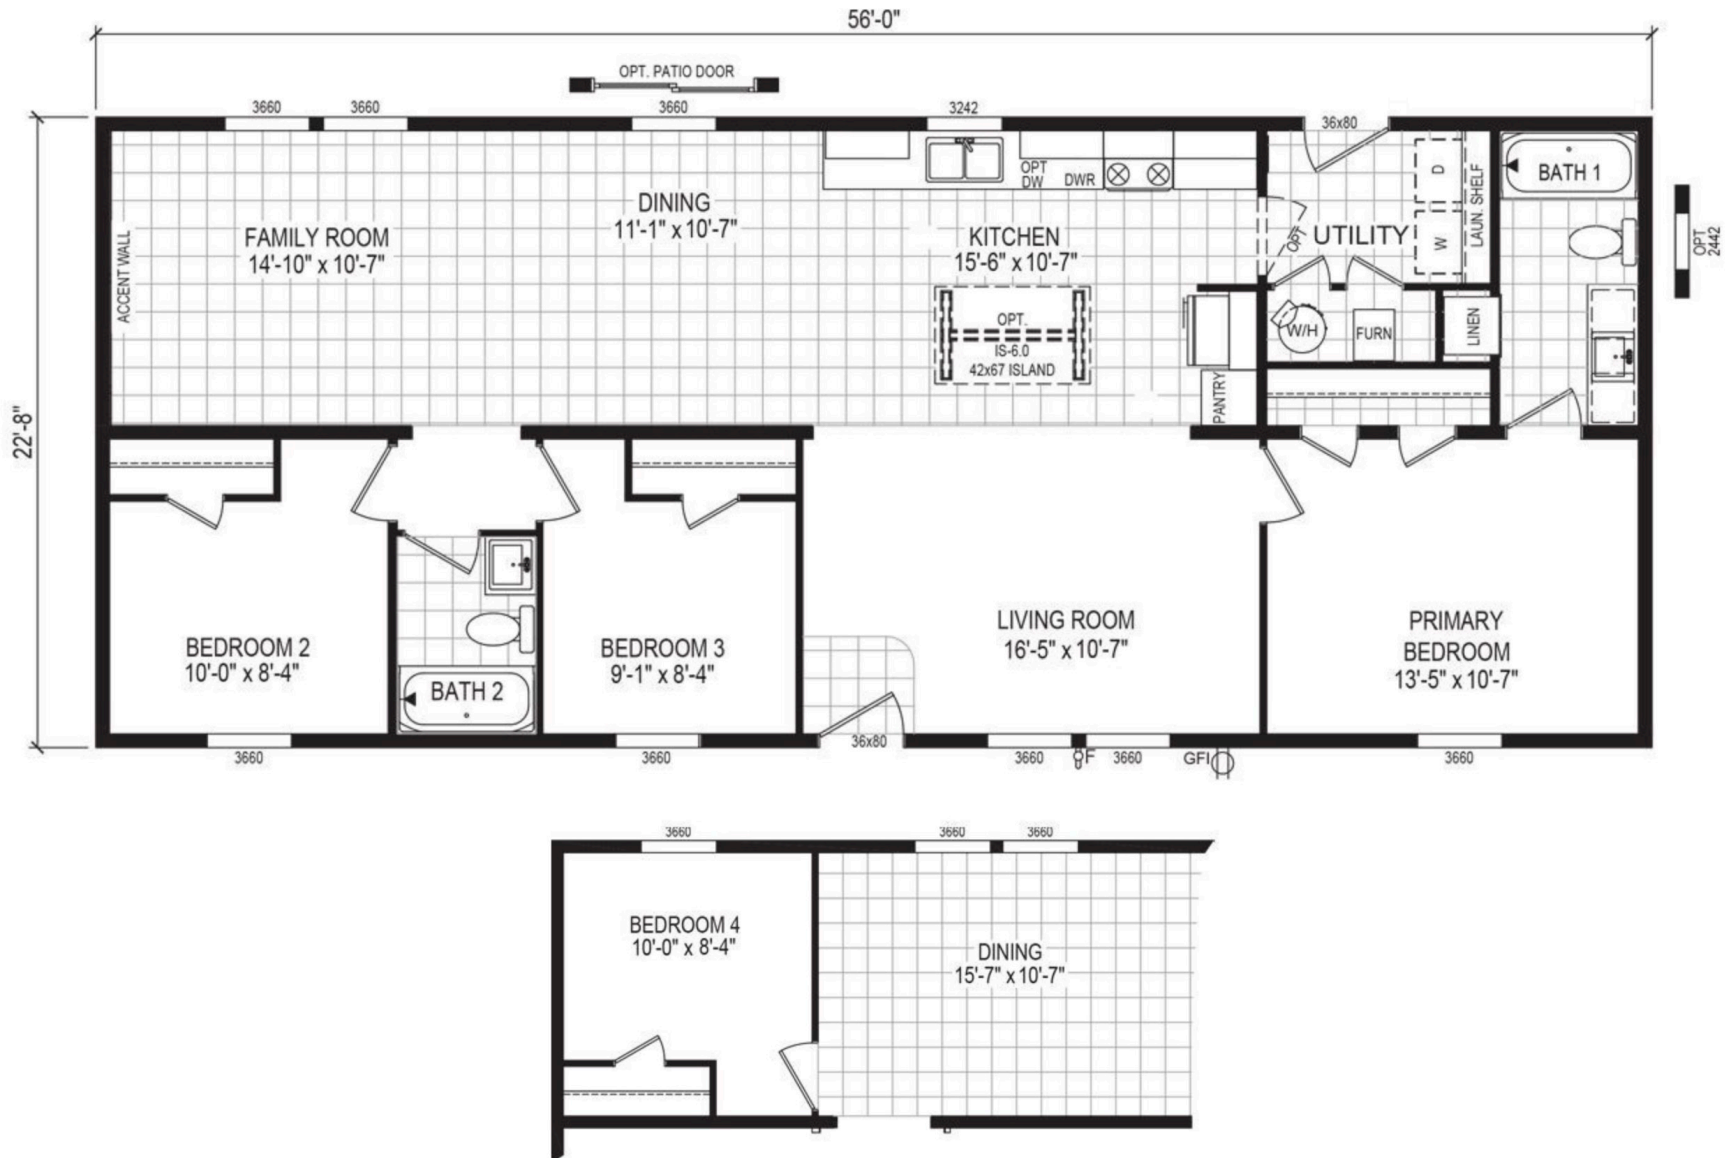 56'-0"
OPT. PATIO DOOR
3660
3660
3660
3242
36x80
22'-8"
ACCENT WALL
FAMILY ROOM
14'-10" x 10'-7"
DINING
11'-1" x 10'-7"
OPT
DW
DWR
KITCHEN
15'-6" x 10'-7"
OPT.
IS-6.0
42x67 ISLAND
PANTRY
OPT
UTILITY
D
W
LAUN. SHELF
W/H
FURN
LINEN
BATH 1
OPT
2442
BEDROOM 2
10'-0" x 8'-4"
BATH 2
BEDROOM 3
9'-1" x 8'-4"
LIVING ROOM
16'-5" x 10'-7"
PRIMARY
BEDROOM
13'-5" x 10'-7"
3660
3660
36x80
3660
F
3660
GFI
3660
3660
3660
3660
BEDROOM 4
10'-0" x 8'-4"
DINING
15'-7" x 10'-7"